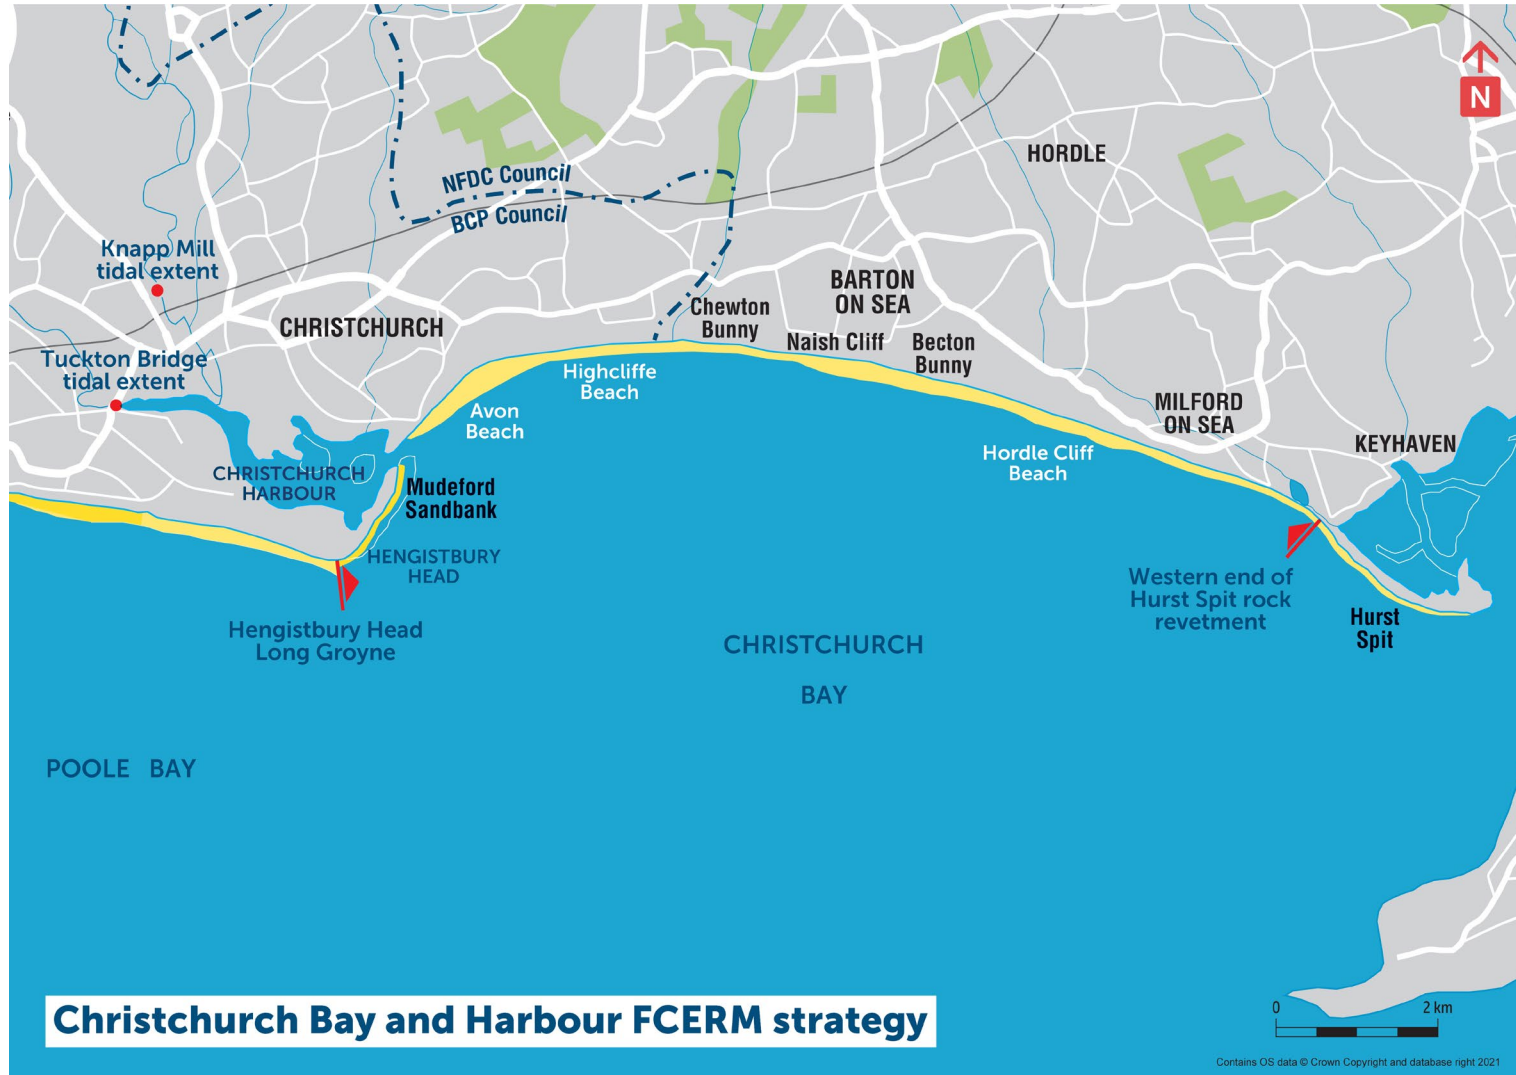 N
HORDLE
NFDC Council
BCP Council
Knapp Mill
tidal extent
BARTON
ON SEA
Chewton
Bunny
CHRISTCHURCH
Naish Cliff
Becton
Bunny
Tuckton Bridge
tidal extent
Highcliffe
Beach
Avon
Beach
MILFORD
ON SEA
KEYHAVEN
Hordle Cliff
Beach
CHRISTCHURCH
HARBOUR
Mudeford
Sandbank
HENGISTBURY
HEAD
Western end of
Hurst Spit rock
revetment
Hurst
Spit
Hengistbury Head
Long Groyne
CHRISTCHURCH
BAY
POOLE BAY
Christchurch Bay and Harbour FCERM strategy
0 2 km
Contains OS data © Crown Copyright and database right 2021